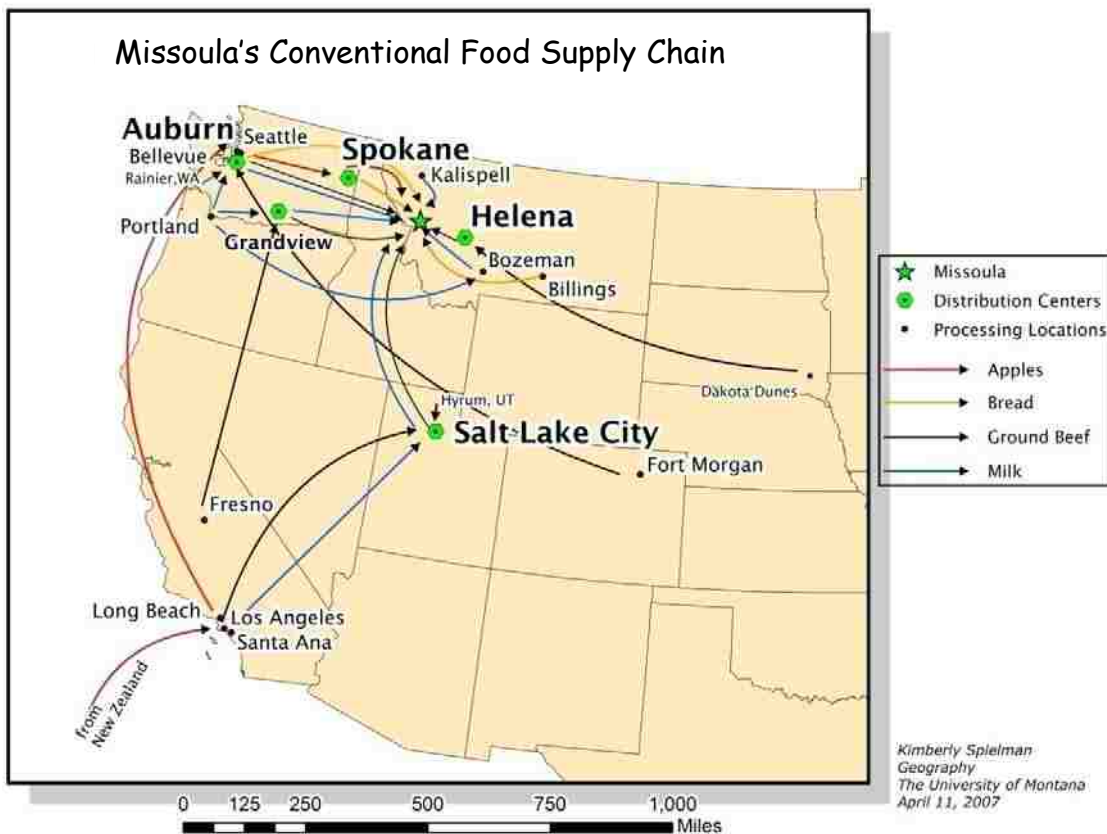 Missoula's Conventional Food Supply Chain
Auburn
Seattle
Bellevue
Rainier,WA
Spokane
Kalispell
Portland
Grandview
Helena
Bozeman
Billings
Missoula
Distribution Centers
Processing Locations
Apples
Bread
Ground Beef
Milk
Dakota Dunes
Hyrum, UT
Salt Lake City
Fort Morgan
Fresno
Long Beach
Los Angeles
Santa Ana
from
New Zealand
Kimberly Spielman
Geography
The University of Montana
April 11, 2007
0 125 250 500 750 1,000
Miles